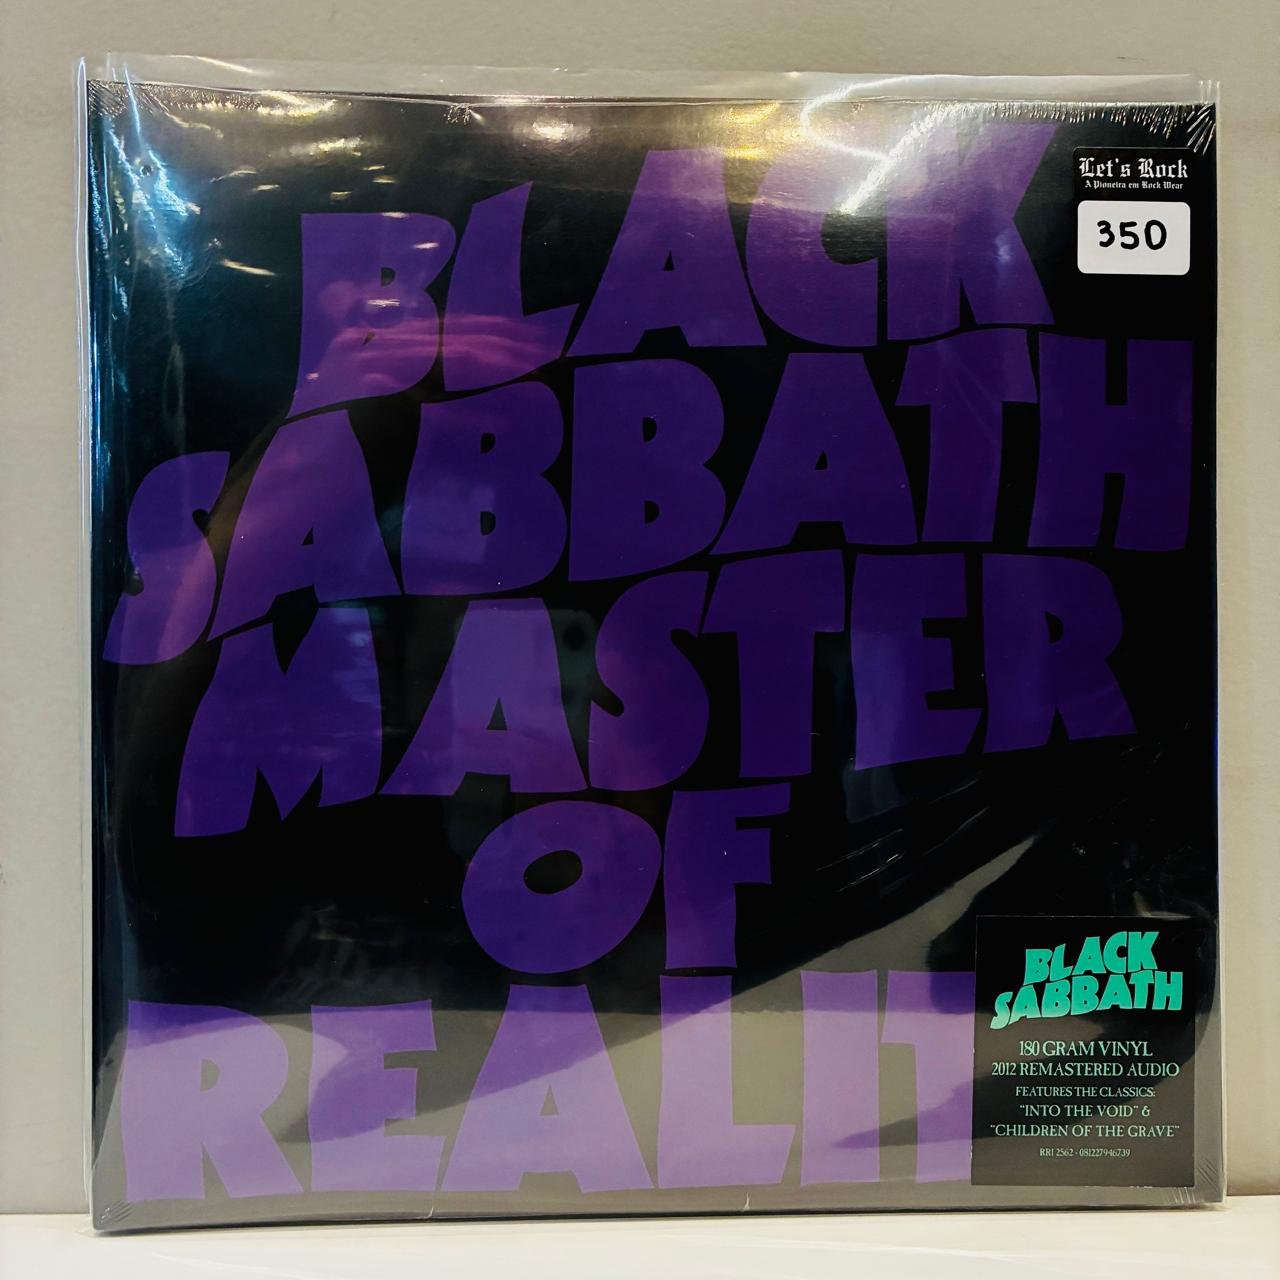 BLACK
SABBATH
MASTER
OF
REALIT
Let's Rock
A Pioneira em Rock Wear
350
BLACK
SABBATH
180 GRAM VINYL
2012 REMASTERED AUDIO
FEATURES THE CLASSICS:
"INTO THE VOID" &
"CHILDREN OF THE GRAVE"
RR1 2562 - 081227946739